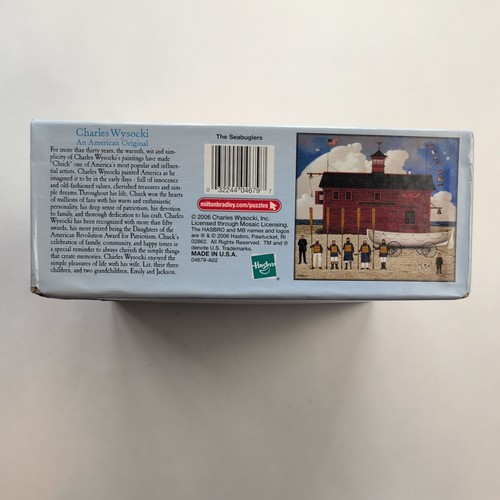 Charles Wysocki
An American Original
For more than thirty years, the warmth, wit and sim-
plicity of Charles Wysocki's paintings have made
"Chuck" one of America's most popular and influen-
tial artists. Charles Wysocki painted America as he
imagined it to be in the early days - full of innocence
and old-fashioned values, cherished treasures and sim-
ple dreams. Throughout his life, Chuck won the hearts
of millions of fans with his warm and enthusiastic
personality, his deep sense of patriotism, his devotion
to family, and thorough dedication to his craft. Charles
Wysocki has been recognized with more than fifty
awards, his most prized being the Daughters of the
American Revolution Award for Patriotism. Chuck's
celebration of family, community, and happy times is
a special reminder to always cherish the simple things
that create memories. Charles Wysocki enjoyed the
simple pleasures of life with his wife, Liz, their three
children, and two grandchildren, Emily and Jackson.
The Seabuglers
0 32244 04679 7
miltonbradley.com/puzzles
© 2006 Charles Wysocki, Inc.
Licensed through Mosaic Licensing.
The HASBRO and MB names and logos
are ® & © 2006 Hasbro, Pawtucket, RI
02862. All Rights Reserved. TM and ®
denote U.S. Trademarks.
MADE IN U.S.A.
04679-A02
Hasbro